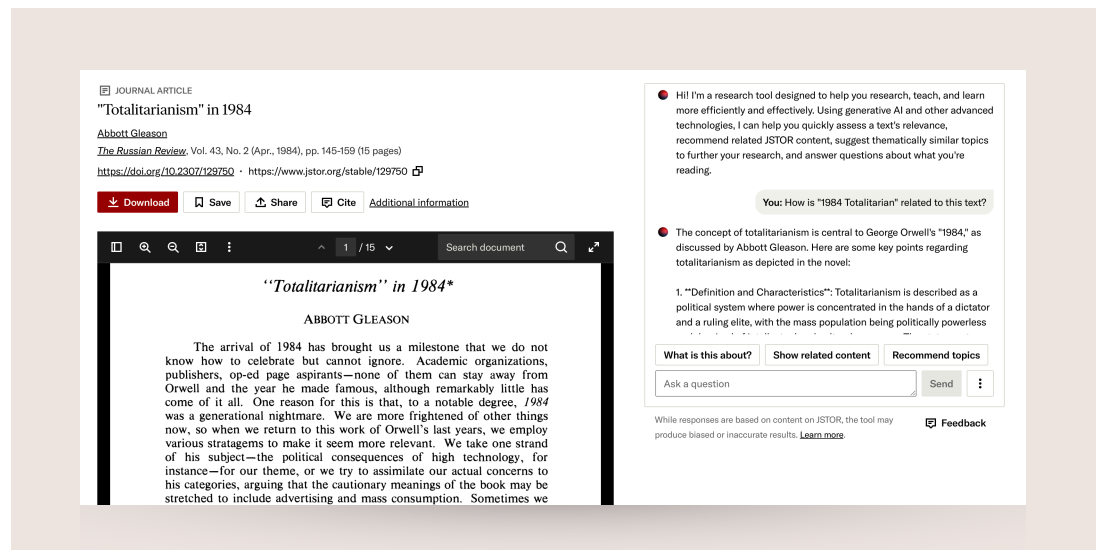 JOURNAL ARTICLE
"Totalitarianism" in 1984
Abbott Gleason
The Russian Review, Vol. 43, No. 2 (Apr., 1984), pp. 145-159 (15 pages)
https://doi.org/10.2307/129750 • https://www.jstor.org/stable/129750
Download
Save
Share
Cite
Additional information
1 / 15
Search document
"Totalitarianism" in 1984*
ABBOTT GLEASON
The arrival of 1984 has brought us a milestone that we do not
know how to celebrate but cannot ignore. Academic organizations,
publishers, op-ed page aspirants—none of them can stay away from
Orwell and the year he made famous, although remarkably little has
come of it all. One reason for this is that, to a notable degree, 1984
was a generational nightmare. We are more frightened of other things
now, so when we return to this work of Orwell's last years, we employ
various stratagems to make it seem more relevant. We take one strand
of his subject—the political consequences of high technology, for
instance—for our theme, or we try to assimilate our actual concerns to
his categories, arguing that the cautionary meanings of the book may be
stretched to include advertising and mass consumption. Sometimes we
Hi! I'm a research tool designed to help you research, teach, and learn
more efficiently and effectively. Using generative AI and other advanced
technologies, I can help you quickly assess a text's relevance,
recommend related JSTOR content, suggest thematically similar topics
to further your research, and answer questions about what you're
reading.
You: How is "1984 Totalitarian" related to this text?
The concept of totalitarianism is central to George Orwell's "1984," as
discussed by Abbott Gleason. Here are some key points regarding
totalitarianism as depicted in the novel:
1. **Definition and Characteristics**: Totalitarianism is described as a
political system where power is concentrated in the hands of a dictator
and a ruling elite, with the mass population being politically powerless
What is this about?
Show related content
Recommend topics
Ask a question
Send
While responses are based on content on JSTOR, the tool may
produce biased or inaccurate results. Learn more.
Feedback